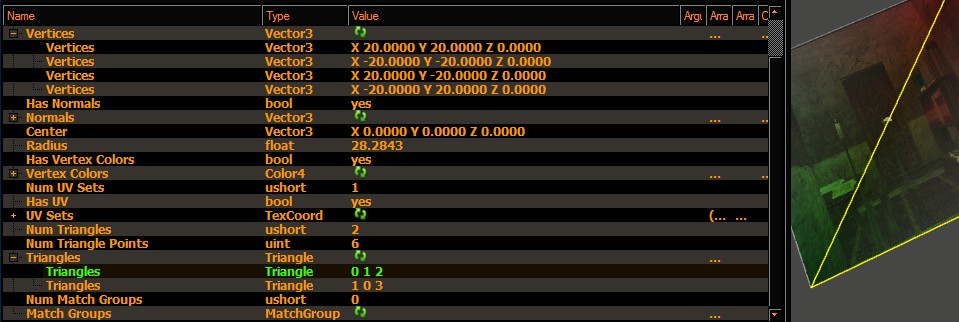 Name Type Value Argu Arra Arra C
Vertices Vector3 ... ..
Vertices Vector3 X 20.0000 Y 20.0000 Z 0.0000
Vertices Vector3 X -20.0000 Y -20.0000 Z 0.0000
Vertices Vector3 X 20.0000 Y -20.0000 Z 0.0000
Vertices Vector3 X -20.0000 Y 20.0000 Z 0.0000
Has Normals bool yes
Normals Vector3 ... ..
Center Vector3 X 0.0000 Y 0.0000 Z 0.0000
Radius float 28.2843
Has Vertex Colors bool yes
Vertex Colors Color4 ... ..
Num UV Sets ushort 1
Has UV bool yes
UV Sets TexCoord (... ...
Num Triangles ushort 2
Num Triangle Points uint 6
Triangles Triangle ...
Triangles Triangle 0 1 2
Triangles Triangle 1 0 3
Num Match Groups ushort 0
Match Groups MatchGroup ...